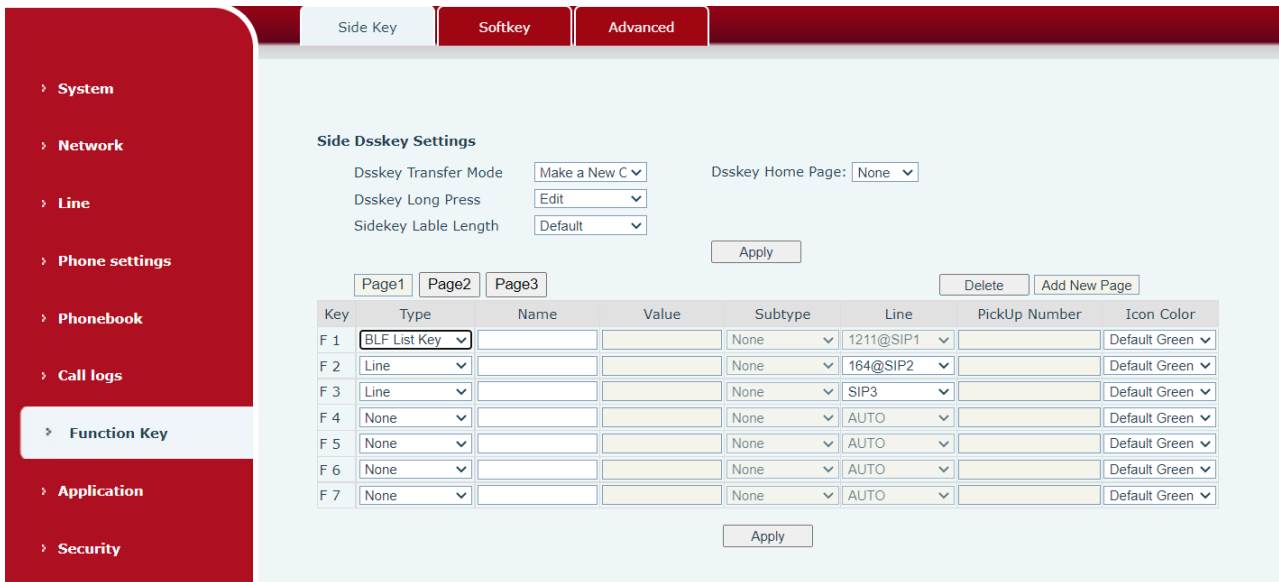 Side Key Softkey Advanced
System
Network
Line
Phone settings
Phonebook
Call logs
Function Key
Application
Security
Side Dsskey Settings
Dsskey Transfer Mode Make a New C Dsskey Home Page: None
Dsskey Long Press Edit
Sidekey Lable Length Default
Apply
Page1 Page2 Page3 Delete Add New Page
Key Type Name Value Subtype Line PickUp Number Icon Color
F 1 BLF List Key None 1211@SIP1 Default Green
F 2 Line None 164@SIP2 Default Green
F 3 Line None SIP3 Default Green
F 4 None None AUTO Default Green
F 5 None None AUTO Default Green
F 6 None None AUTO Default Green
F 7 None None AUTO Default Green
Apply